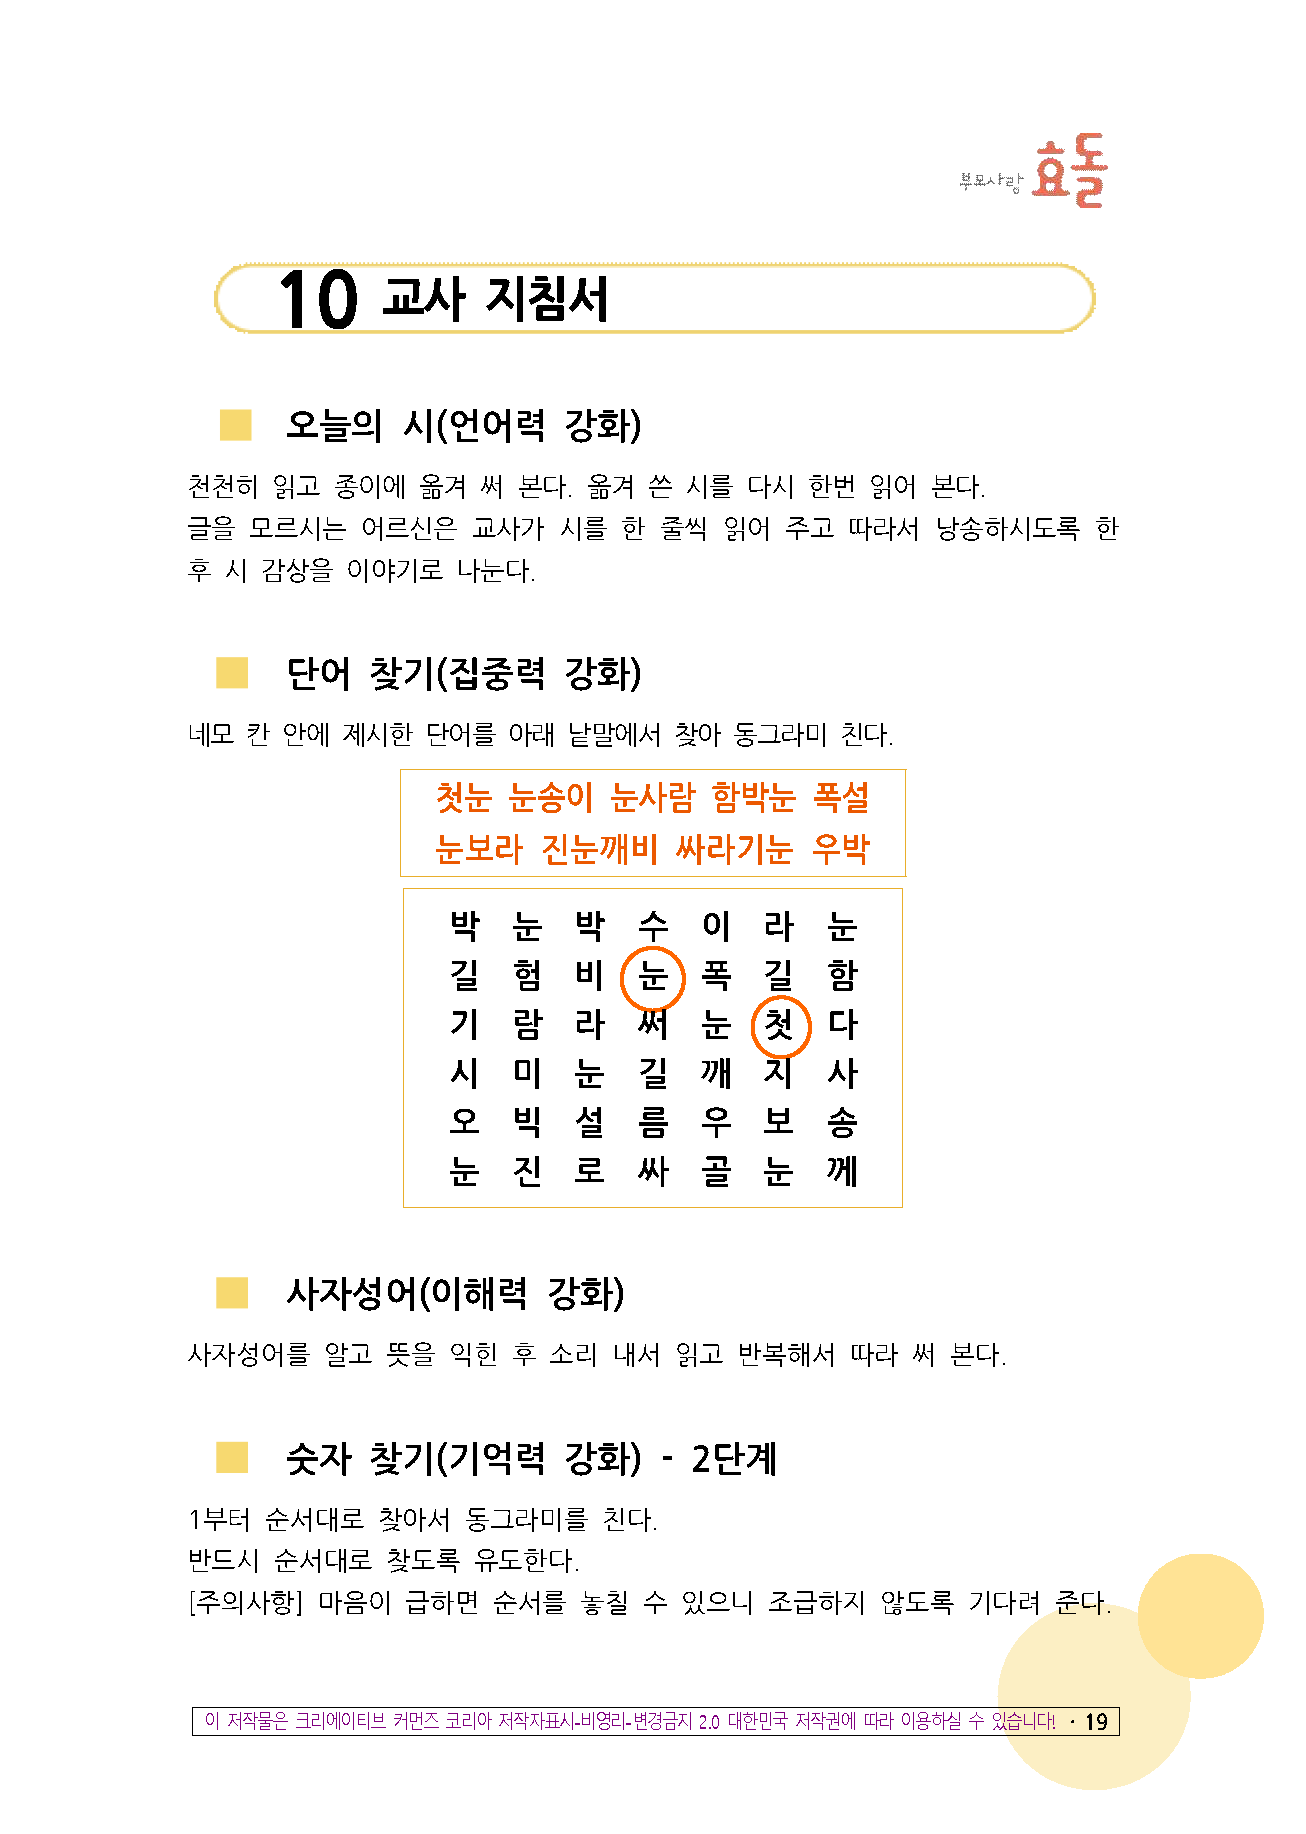 부모사랑 효돌
10 교사 지침서
오늘의 시(언어력 강화)
천천히 읽고 종이에 옮겨 써 본다. 옮겨 쓴 시를 다시 한번 읽어 본다.
글을 모르시는 어르신은 교사가 시를 한 줄씩 읽어 주고 따라서 낭송하시도록 한
후 시 감상을 이야기로 나눈다.
단어 찾기(집중력 강화)
네모 칸 안에 제시한 단어를 아래 낱말에서 찾아 동그라미 친다.
첫눈 눈송이 눈사람 함박눈 폭설
눈보라 진눈깨비 싸라기눈 우박
박 눈 박 수 이 라 눈
길 험 비 눈 폭 길 함
기 람 라 써 눈 첫 다
시 미 눈 길 깨 지 사
오 빅 설 름 우 보 송
눈 진 로 싸 골 눈 께
사자성어(이해력 강화)
사자성어를 알고 뜻을 익힌 후 소리 내서 읽고 반복해서 따라 써 본다.
숫자 찾기(기억력 강화) - 2단계
1부터 순서대로 찾아서 동그라미를 친다.
반드시 순서대로 찾도록 유도한다.
[주의사항] 마음이 급하면 순서를 놓칠 수 있으니 조급하지 않도록 기다려 준다.
이 저작물은 크리에이티브 커먼즈 코리아 저작자표시-비영리-변경금지 2.0 대한민국 저작권에 따라 이용하실 수 있습니다! · 19